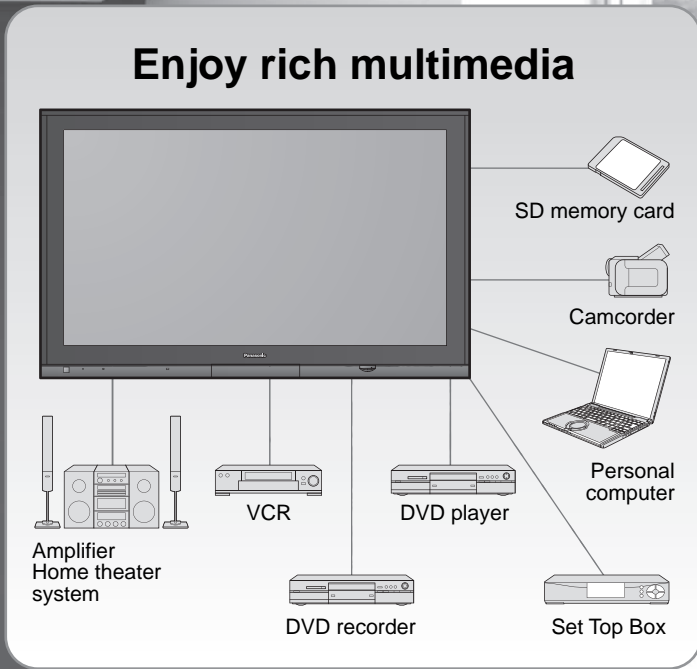 Enjoy rich multimedia
Panasonic
SD memory card
Camcorder
Personal
computer
Amplifier
Home theater
system
VCR
DVD player
DVD recorder
Set Top Box